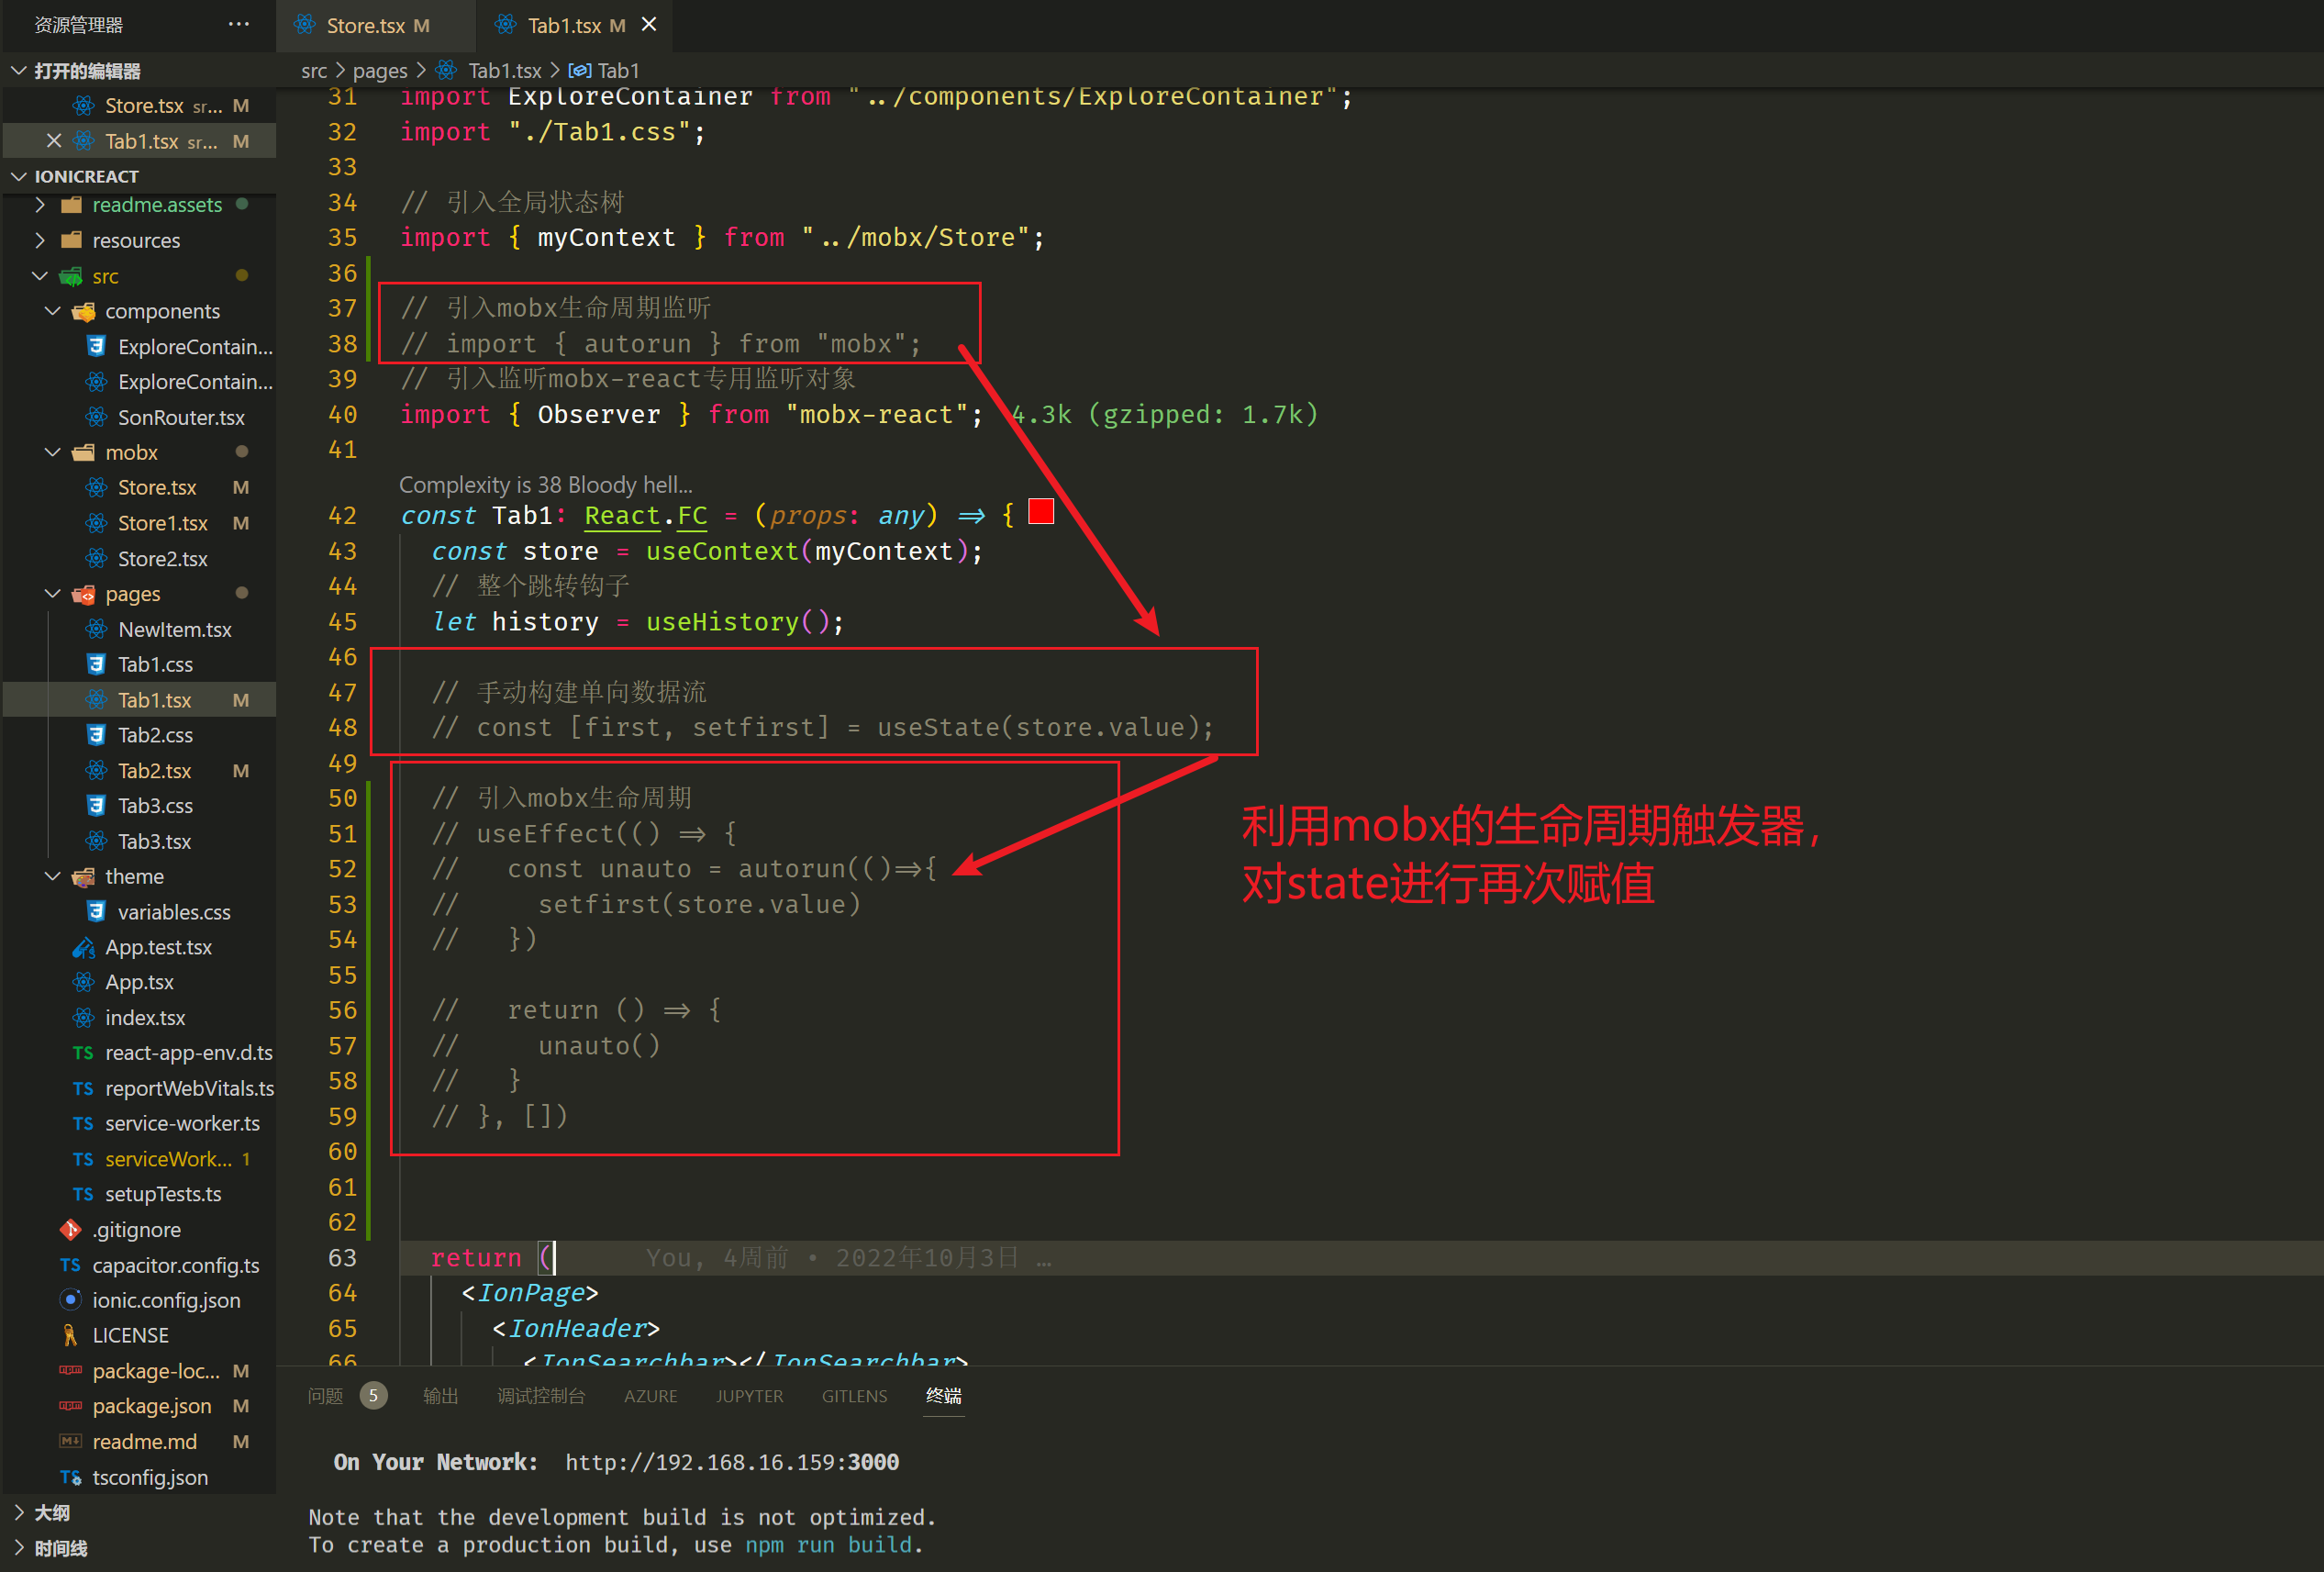 资源管理器 ···
打开的编辑器
Store.tsx sr... M
Tab1.tsx sr... M
IONICREACT
readme.assets
resources
src
components
ExploreContain...
ExploreContain...
SonRouter.tsx
mobx
Store.tsx M
Store1.tsx M
Store2.tsx
pages
NewItem.tsx
Tab1.css
Tab1.tsx M
Tab2.css
Tab2.tsx M
Tab3.css
Tab3.tsx
theme
variables.css
App.test.tsx
App.tsx
index.tsx
TS react-app-env.d.ts
TS reportWebVitals.ts
TS service-worker.ts
TS serviceWork... 1
TS setupTests.ts
.gitignore
TS capacitor.config.ts
ionic.config.json
LICENSE
package-loc... M
package.json M
readme.md M
TS tsconfig.json
大纲
时间线
Store.tsx M
Tab1.tsx M
src > pages > Tab1.tsx > Tab1
31 import ExploreContainer from "../components/ExploreContainer";
32 import "./Tab1.css";
33
34 // 引入全局状态树
35 import { myContext } from "../mobx/Store";
36
37 // 引入mobx生命周期监听
38 // import { autorun } from "mobx";
39 // 引入监听mobx-react专用监听对象
40 import { Observer } from "mobx-react"; 4.3k (gzipped: 1.7k)
41
Complexity is 38 Bloody hell...
42 const Tab1: React.FC = (props: any) => {
43 const store = useContext(myContext);
44 // 整个跳转钩子
45 let history = useHistory();
46
47 // 手动构建单向数据流
48 // const [first, setfirst] = useState(store.value);
49
50 // 引入mobx生命周期
51 // useEffect(() => {
52 // const unauto = autorun(()=>{
53 // setfirst(store.value)
54 // })
55
56 // return () => {
57 // unauto()
58 // }
59 // }, [])
60
61
62
63 return ( You, 4周前 • 2022年10月3日 …
64 <IonPage>
65 <IonHeader>
66 <IonSearchbar></IonSearchbar>
利用mobx的生命周期触发器，
对state进行再次赋值
问题 5 输出 调试控制台 AZURE JUPYTER GITLENS 终端
On Your Network: http://192.168.16.159:3000
Note that the development build is not optimized.
To create a production build, use npm run build.